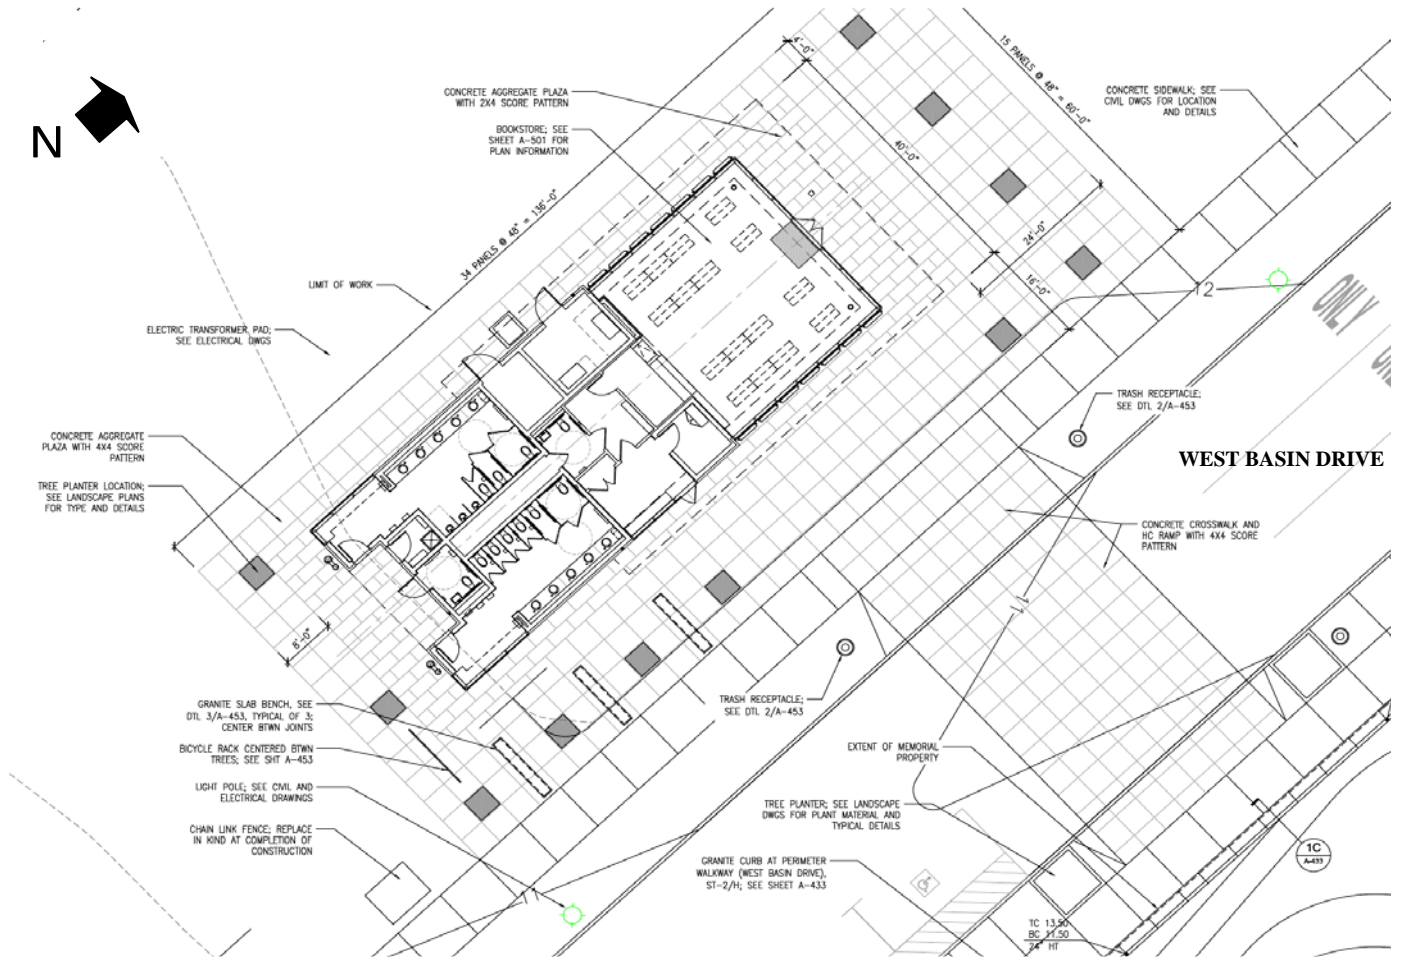 N
CONCRETE AGGREGATE PLAZA
WITH 2X4 SCORE PATTERN
BOOKSTORE; SEE
SHEET A-501 FOR
PLAN INFORMATION
4'-0"
15 PANELS @ 48" = 60'-0"
CONCRETE SIDEWALK; SEE
CIVIL DWGS FOR LOCATION
AND DETAILS
40'-0"
34 PANELS @ 48" = 136'-0"
24'-0"
16'-0"
12
ONLY
LIMIT OF WORK
ELECTRIC TRANSFORMER PAD;
SEE ELECTRICAL DWGS
TRASH RECEPTACLE;
SEE DTL 2/A-453
CONCRETE AGGREGATE
PLAZA WITH 4X4 SCORE
PATTERN
WEST BASIN DRIVE
TREE PLANTER LOCATION;
SEE LANDSCAPE PLANS
FOR TYPE AND DETAILS
CONCRETE CROSSWALK AND
HC RAMP WITH 4X4 SCORE
PATTERN
11
8'-0"
GRANITE SLAB BENCH, SEE
DTL 3/A-453, TYPICAL OF 3;
CENTER BTWN JOINTS
TRASH RECEPTACLE;
SEE DTL 2/A-453
BICYCLE RACK CENTERED BTWN
TREES; SEE SHT A-453
EXTENT OF MEMORIAL
PROPERTY
LIGHT POLE; SEE CIVIL AND
ELECTRICAL DRAWINGS
TREE PLANTER; SEE LANDSCAPE
DWGS FOR PLANT MATERIAL AND
TYPICAL DETAILS
CHAIN LINK FENCE; REPLACE
IN KIND AT COMPLETION OF
CONSTRUCTION
1C
A-433
GRANITE CURB AT PERIMETER
WALKWAY (WEST BASIN DRIVE),
ST-2/H; SEE SHEET A-433
11
TC 13.50
BC 11.50
24" HT